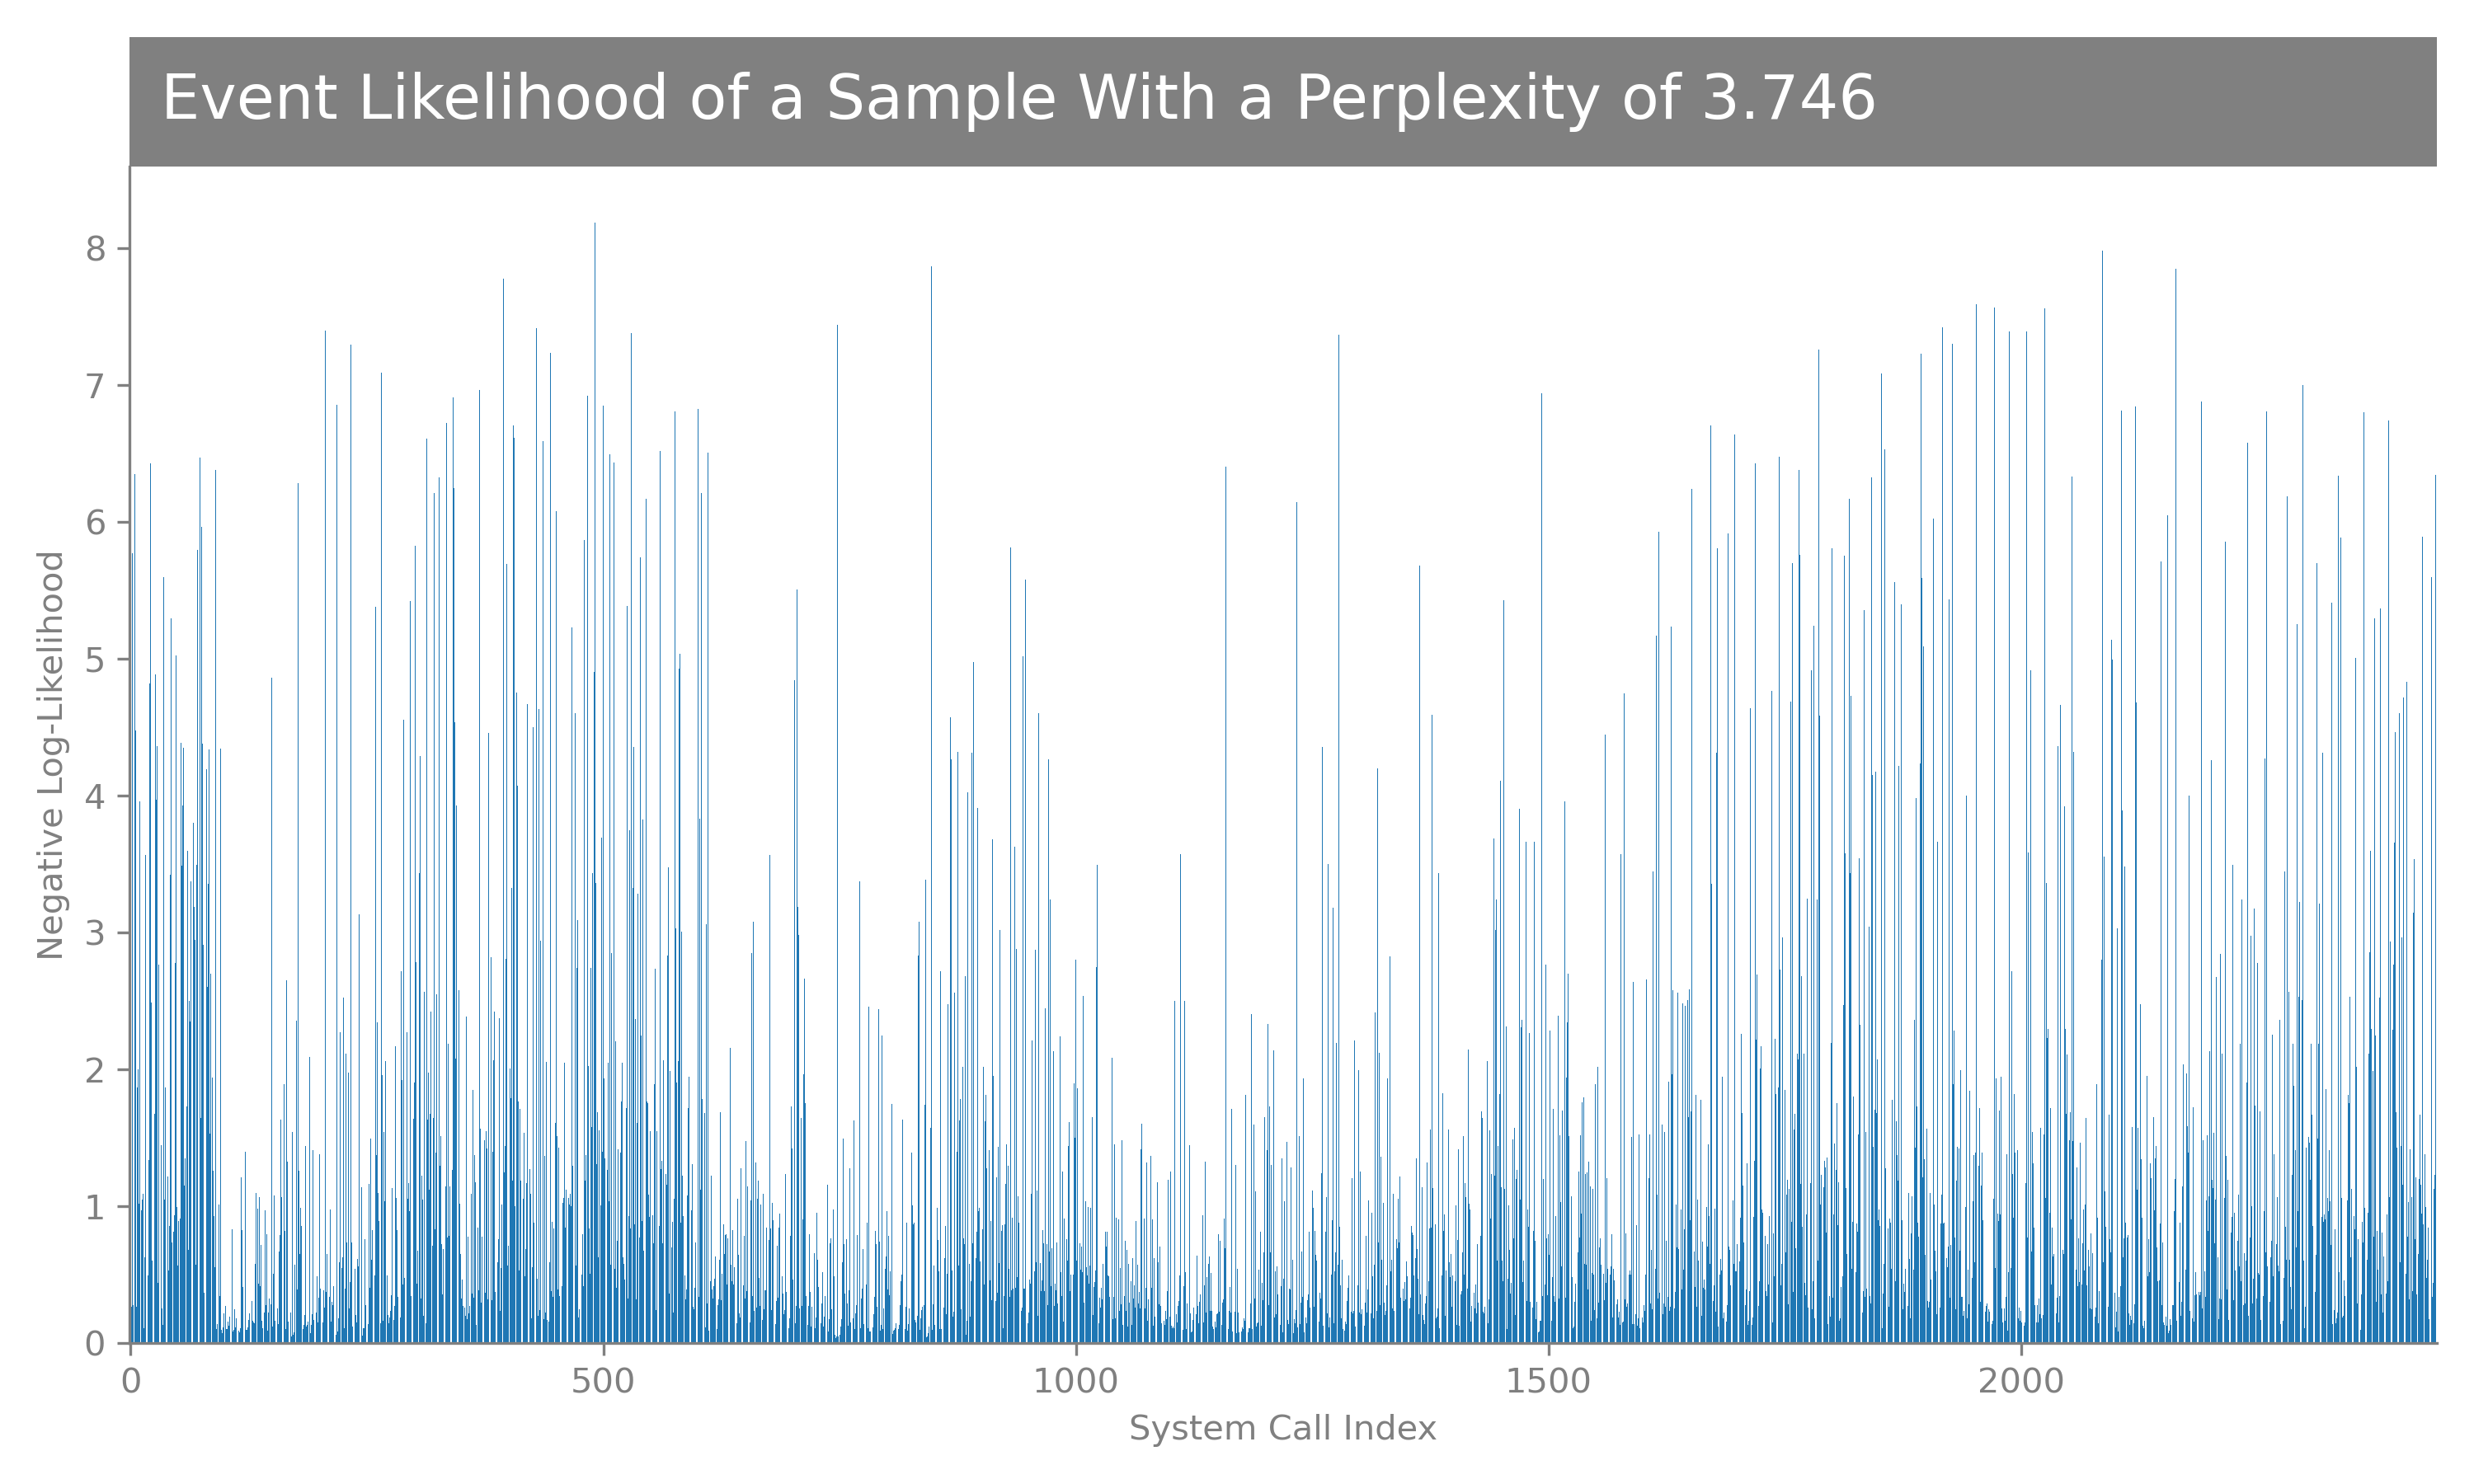 Event Likelihood of a Sample With a Perplexity of 3.746
8
7
6
5
4
3
2
1
0
Negative Log-Likelihood
0 500 1000 1500 2000
System Call Index